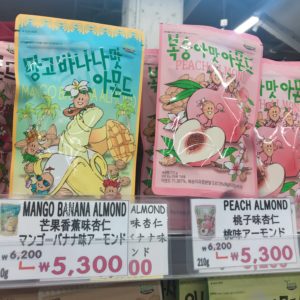 망고바나나맛
아몬드
MANGO BANANA
복숭아맛아몬드
PEACH ALMOND
MANGO BANANA ALMOND
芒果香蕉味杏仁
マンゴーバナナ味アーモンド
₩6,200
₩5,300
0g
ALMOND
味杏仁
ンド
00
PEACH ALMOND
桃子味杏仁
桃味アーモンド
₩6,200
210g
₩5,300